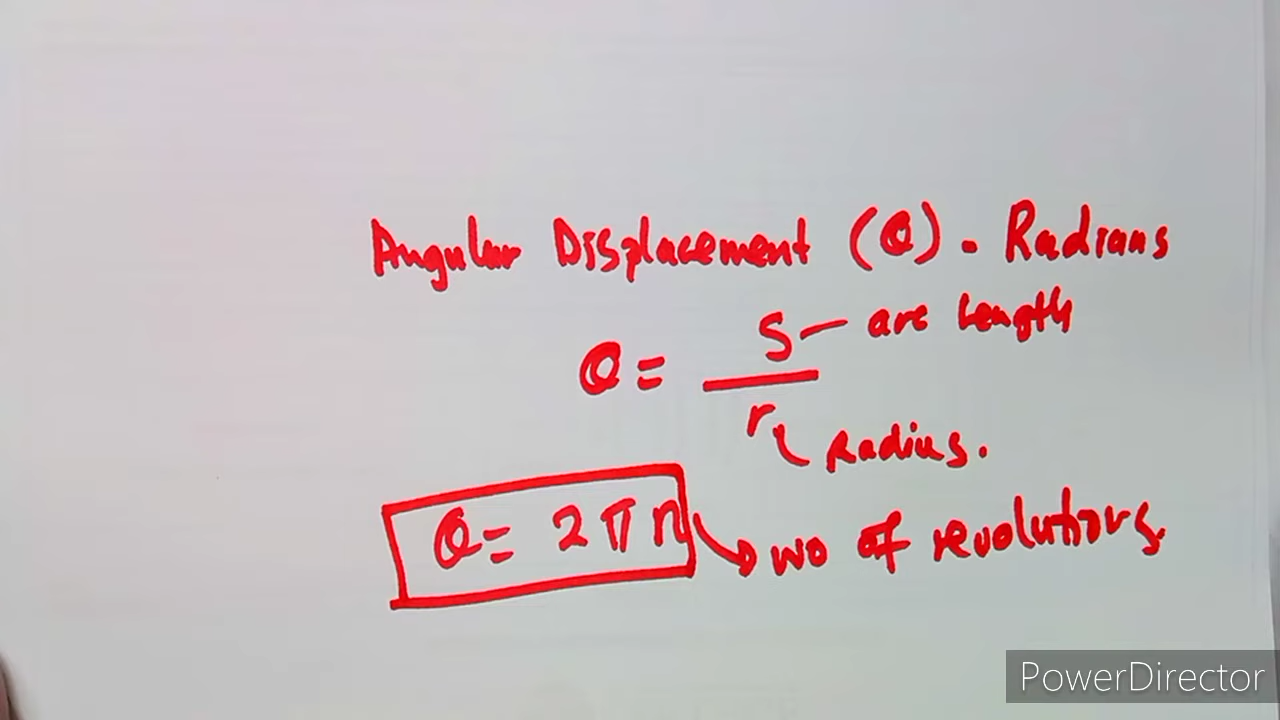 Angular Displacement (θ). Radians
θ = S — arc length
r Radius.
θ = 2πn → no of revolutions
PowerDirector